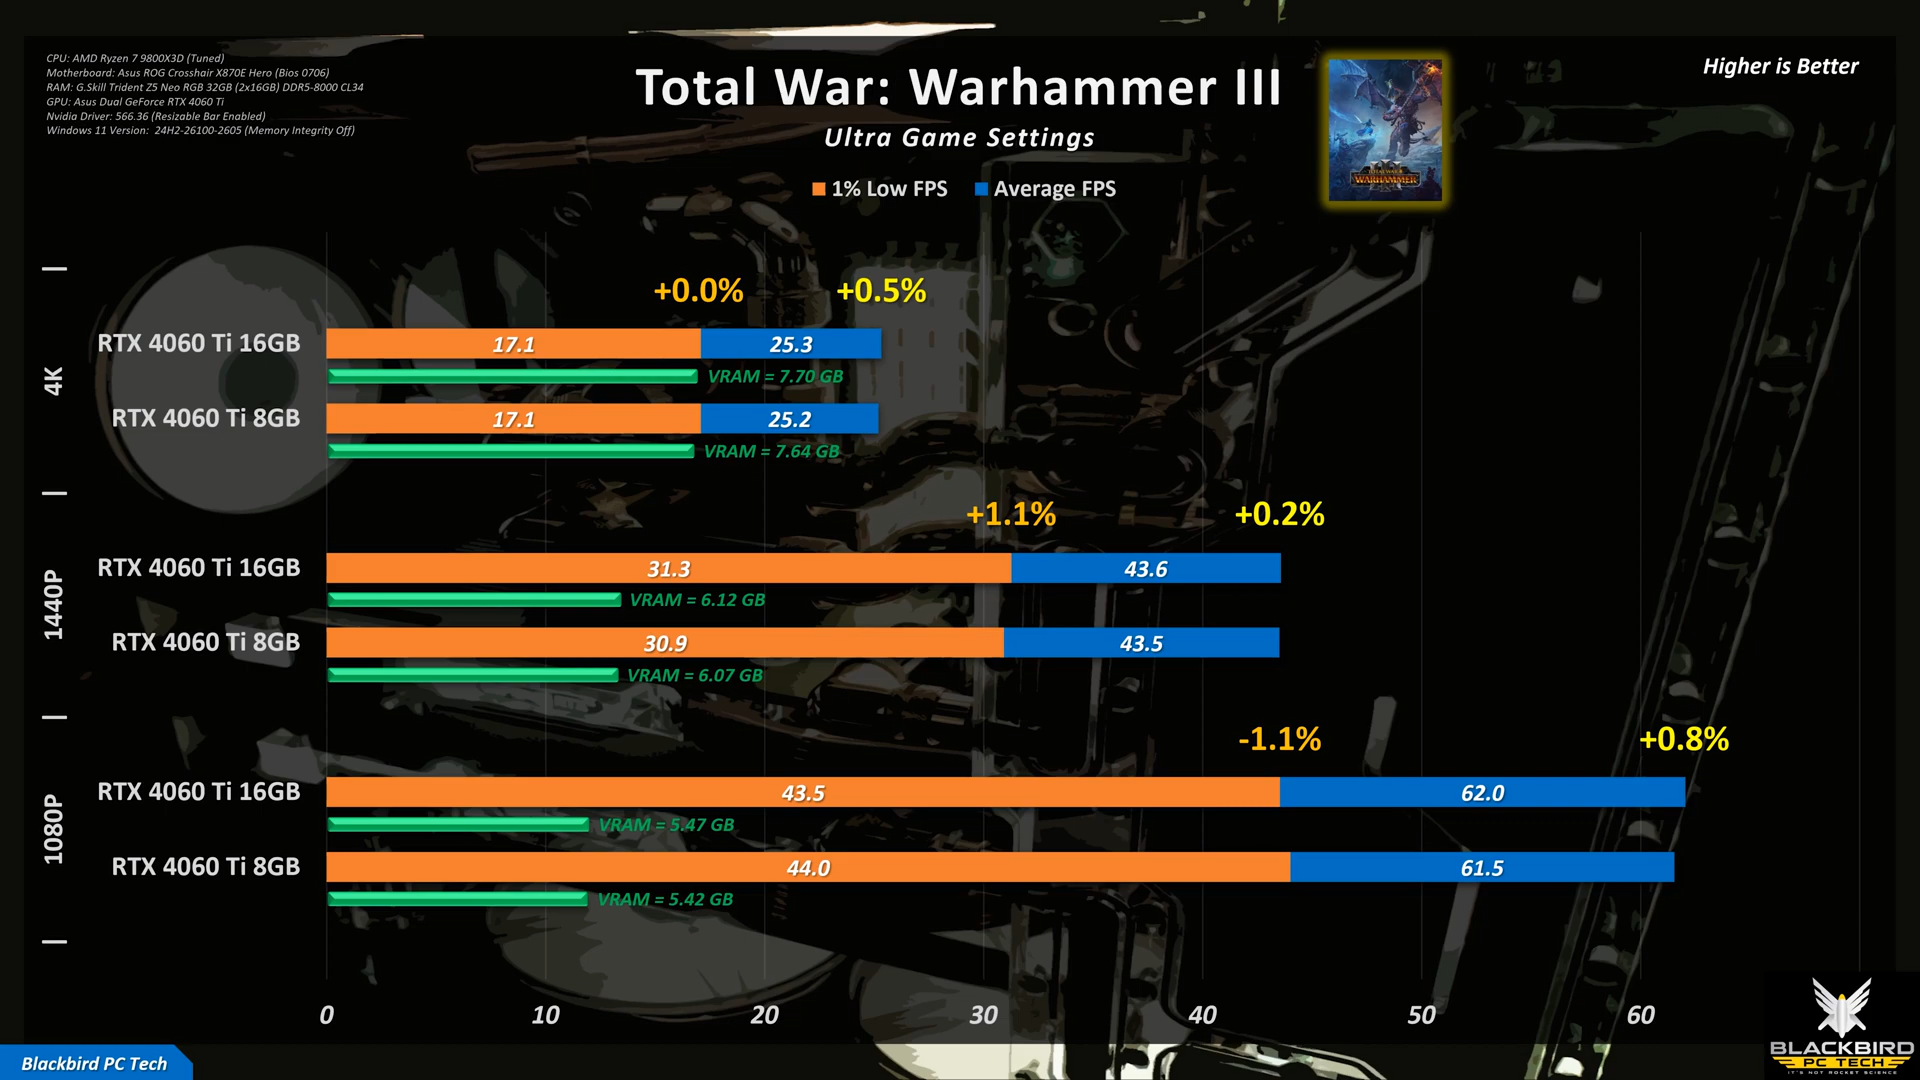 CPU: AMD Ryzen 7 9800X3D (Tuned)
Motherboard: Asus ROG Crosshair X870E Hero (Bios 0706)
RAM: G.Skill Trident Z5 Neo RGB 32GB (2x16GB) DDR5-8000 CL34
GPU: Asus Dual GeForce RTX 4060 Ti
Nvidia Driver: 566.36 (Resizable Bar Enabled)
Windows 11 Version: 24H2-26100-2605 (Memory Integrity Off)
Total War: Warhammer III
Ultra Game Settings
1% Low FPS Average FPS
TOTAL WAR
WARHAMMER
Higher is Better
4K
+0.0% +0.5%
RTX 4060 Ti 16GB 17.1 25.3
VRAM = 7.70 GB
RTX 4060 Ti 8GB 17.1 25.2
VRAM = 7.64 GB
1440P
+1.1% +0.2%
RTX 4060 Ti 16GB 31.3 43.6
VRAM = 6.12 GB
RTX 4060 Ti 8GB 30.9 43.5
VRAM = 6.07 GB
1080P
-1.1% +0.8%
RTX 4060 Ti 16GB 43.5 62.0
VRAM = 5.47 GB
RTX 4060 Ti 8GB 44.0 61.5
VRAM = 5.42 GB
0 10 20 30 40 50 60
Blackbird PC Tech
BLACKBIRD
PC TECH
IT'S NOT ROCKET SCIENCE